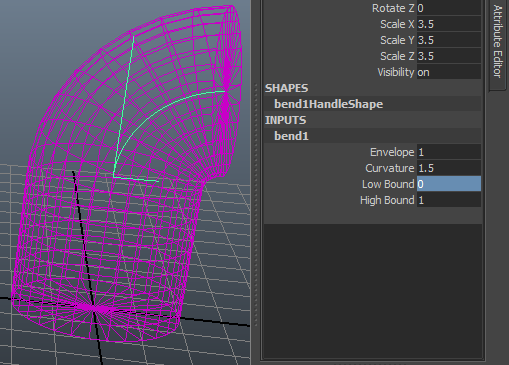 Rotate Z 0
Scale X 3.5
Scale Y 3.5
Scale Z 3.5
Visibility on
SHAPES
bend1HandleShape
INPUTS
bend1
Envelope 1
Curvature 1.5
Low Bound 0
High Bound 1
Attribute Editor